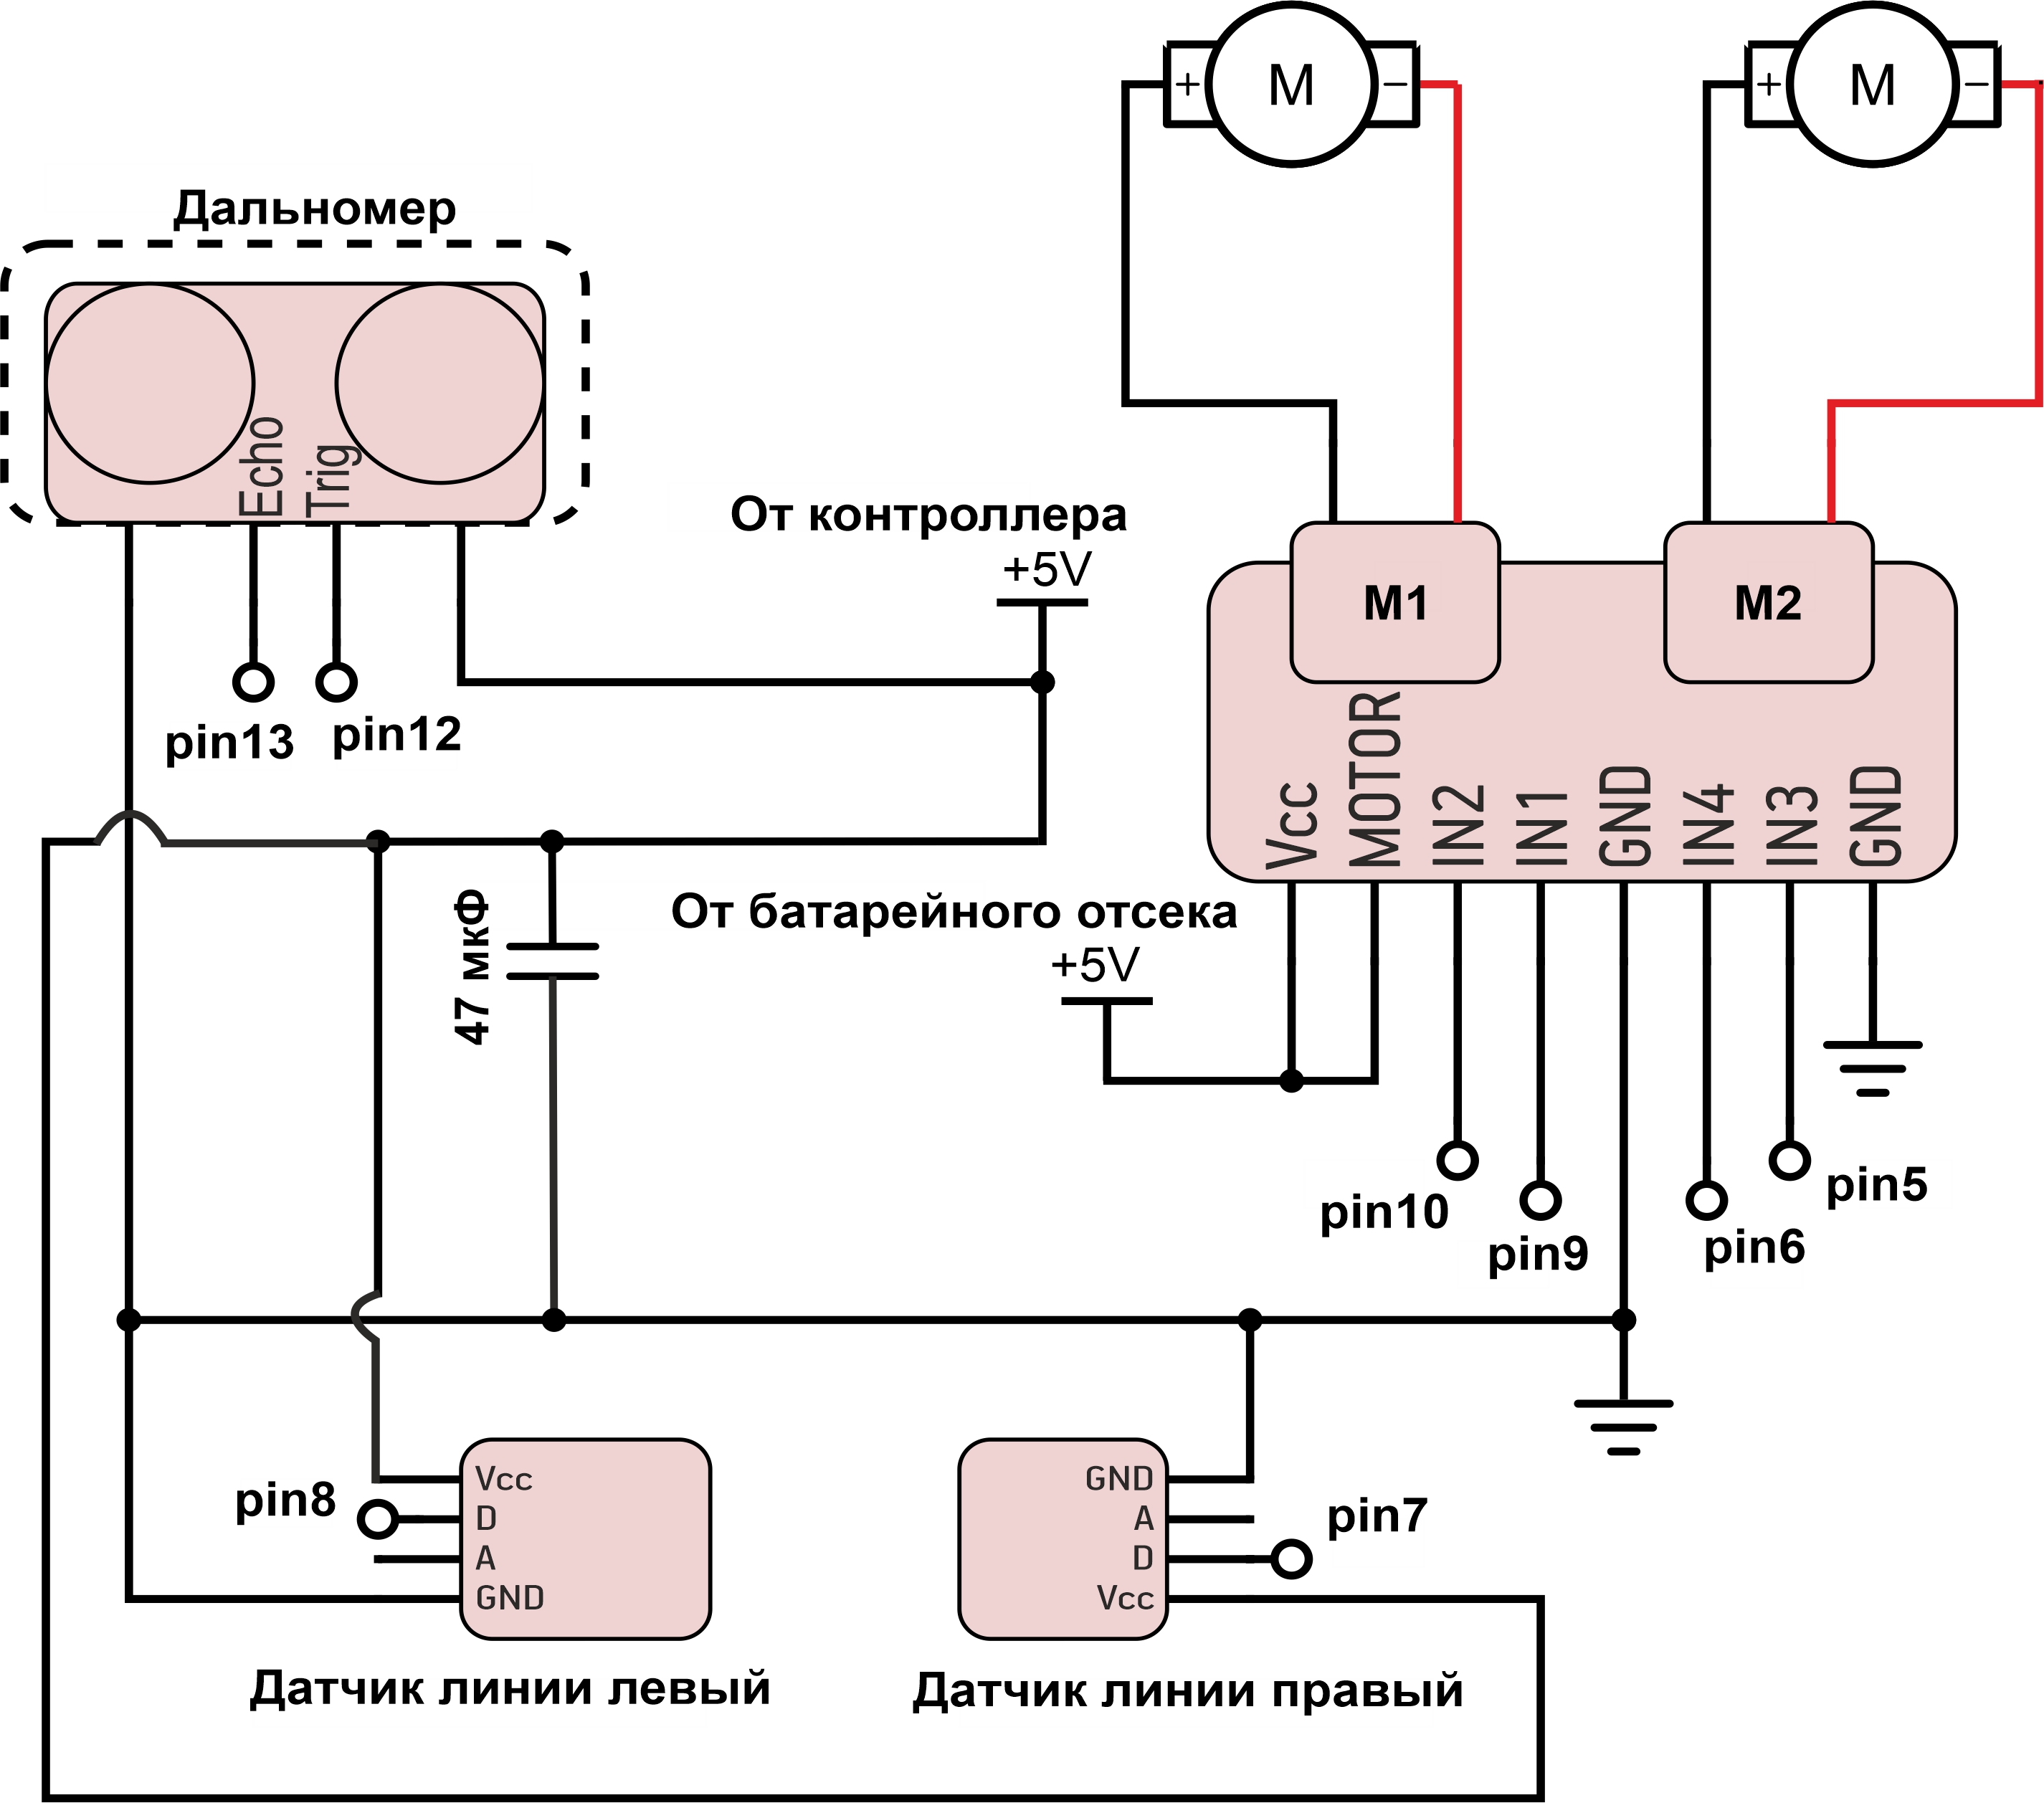 M
M
+
−
+
−
Дальномер
Echo
Trig
От контроллера
+5V
M1
M2
pin13
pin12
Vcc
MOTOR
IN2
IN1
GND
IN4
IN3
GND
47 мкФ
От батарейного отсека
+5V
pin10
pin9
pin6
pin5
pin8
Vcc
D
A
GND
GND
A
D
Vcc
pin7
Датчик линии левый
Датчик линии правый